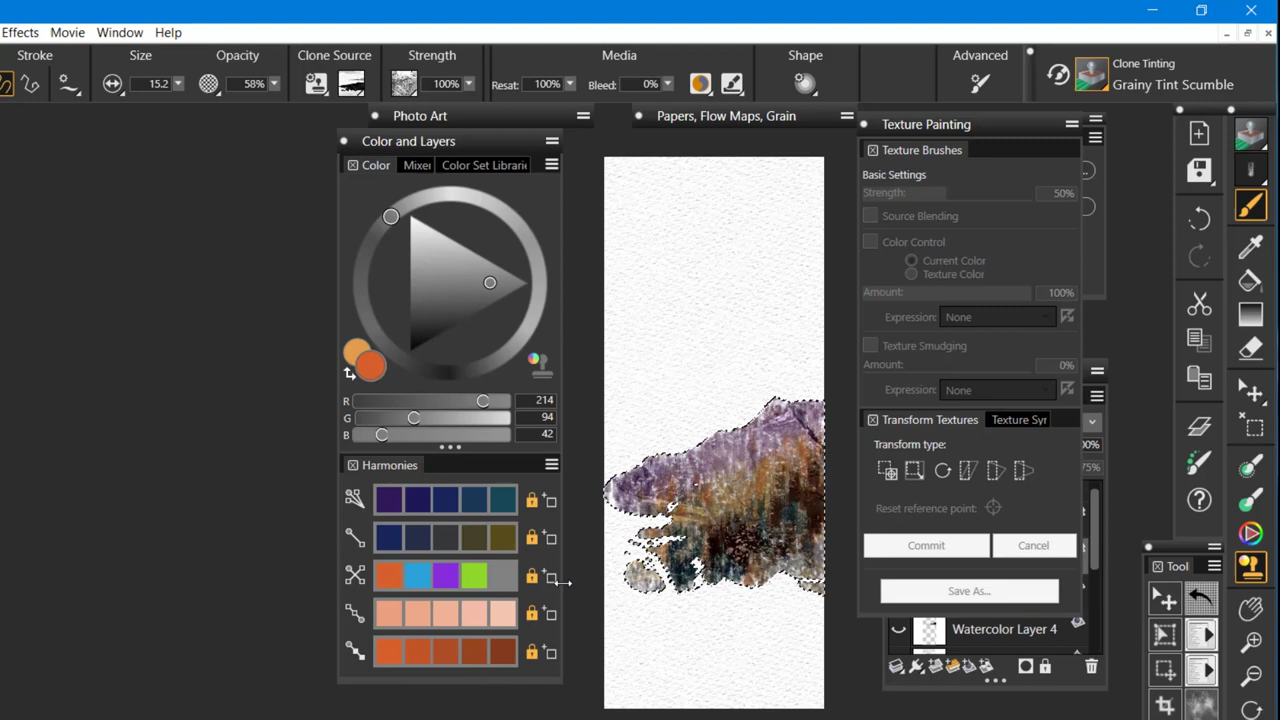 Effects Movie Window Help
Stroke Size Opacity Clone Source Strength Media Shape Advanced
Clone Tinting
15.2 58% 100% Resat: 100% Bleed: 0% Grainy Tint Scumble
Photo Art Papers, Flow Maps, Grain
Texture Painting
Color and Layers
Texture Brushes
Color Mixer Color Set Librarie
Basic Settings
Strength: 50%
Source Blending
Color Control
Current Color
Texture Color
Amount: 100%
Expression: None
Texture Smudging
Amount: 0%
Expression: None
R 214
G 94
B 42
Transform Textures Texture Syn
Transform type:
00%
Harmonies
75%
Reset reference point:
Commit Cancel
Tool
Save As...
Watercolor Layer 4